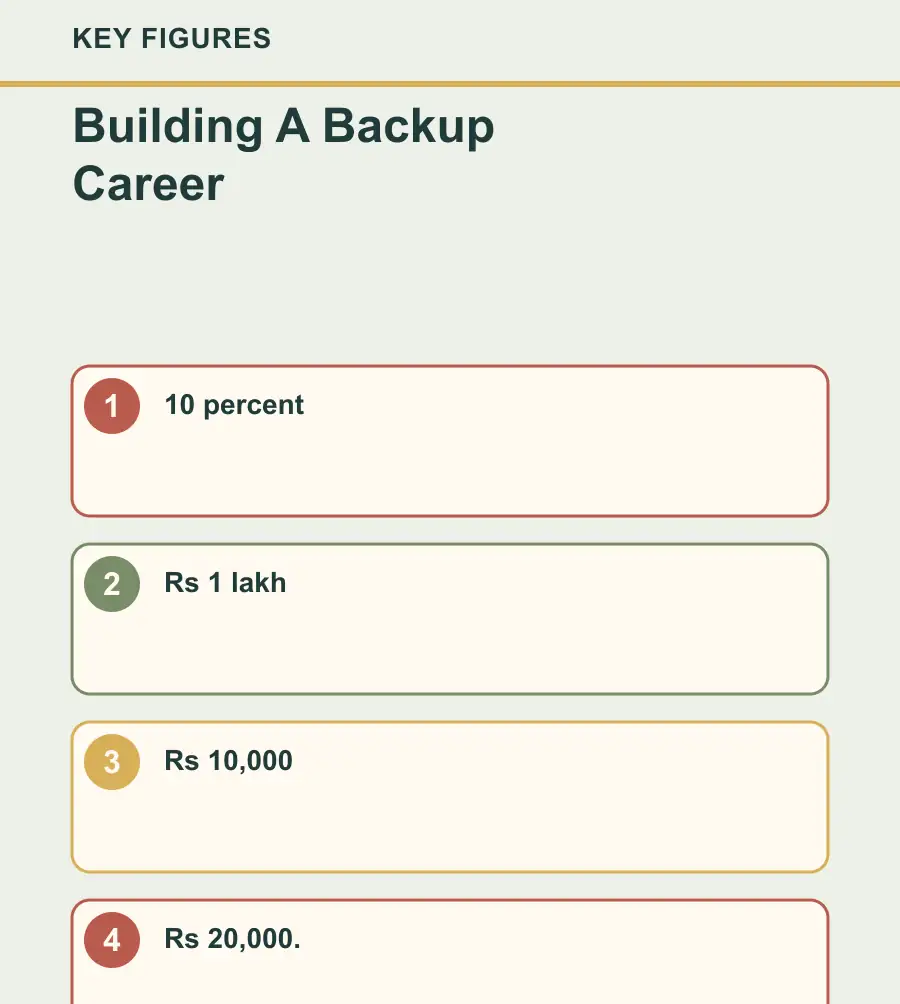 KEY FIGURES
Building A Backup
Career
1 10 percent
2 Rs 1 lakh
3 Rs 10,000
4 Rs 20,000.